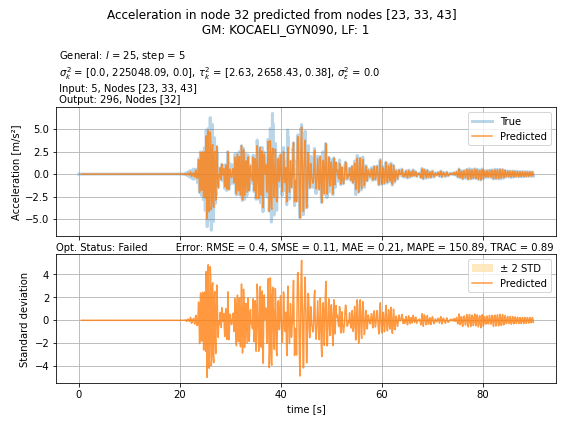 Acceleration in node 32 predicted from nodes [23, 33, 43]
GM: KOCAELI_GYN090, LF: 1
General: l = 25, step = 5
σ²ₖ = [0.0, 225048.09, 0.0], τ²ₖ = [2.63, 2658.43, 0.38], σ²ε = 0.0
Input: 5, Nodes [23, 33, 43]
Output: 296, Nodes [32]
Acceleration [m/s²]
5.0
2.5
0.0
−2.5
−5.0
True
Predicted
Opt. Status: Failed Error: RMSE = 0.4, SMSE = 0.11, MAE = 0.21, MAPE = 150.89, TRAC = 0.89
Standard deviation
4
2
0
−2
−4
± 2 STD
Predicted
0 20 40 60 80
time [s]